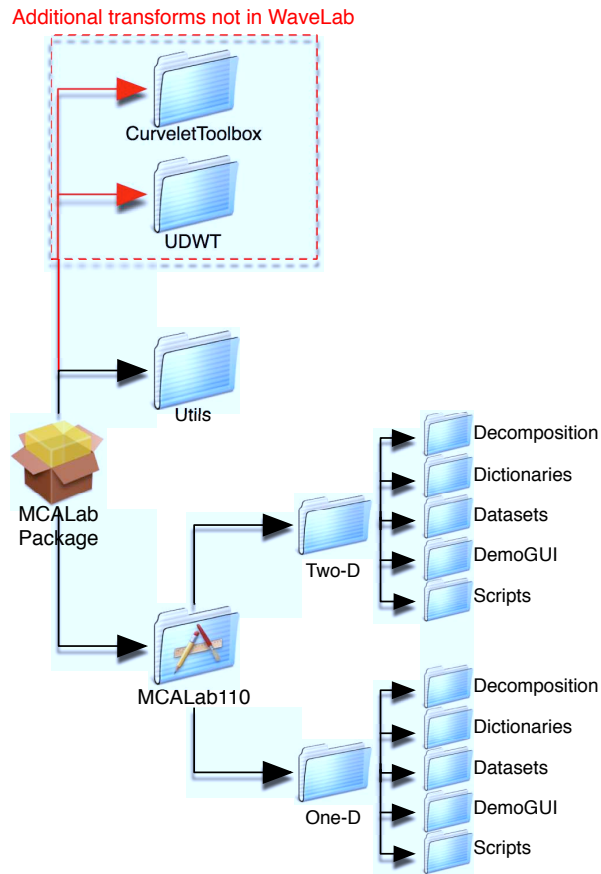 Additional transforms not in WaveLab
CurveletToolbox
UDWT
Utils
MCALab
Package
MCALab110
Two-D
Decomposition
Dictionaries
Datasets
DemoGUI
Scripts
One-D
Decomposition
Dictionaries
Datasets
DemoGUI
Scripts